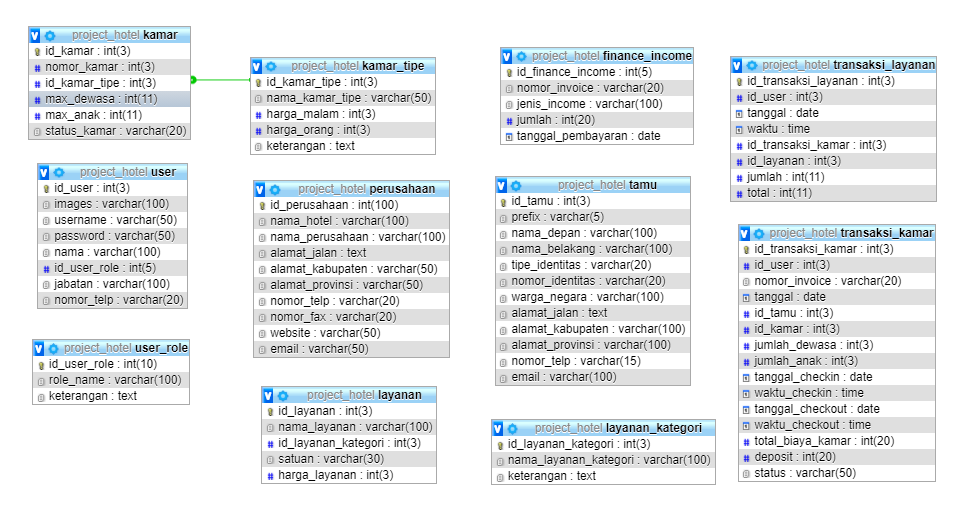 project_hotel kamar
id_kamar : int(3)
nomor_kamar : int(3)
id_kamar_tipe : int(3)
max_dewasa : int(11)
max_anak : int(11)
status_kamar : varchar(20)
project_hotel user
id_user : int(3)
images : varchar(100)
username : varchar(50)
password : varchar(50)
nama : varchar(100)
id_user_role : int(5)
jabatan : varchar(100)
nomor_telp : varchar(20)
project_hotel user_role
id_user_role : int(10)
role_name : varchar(100)
keterangan : text
project_hotel kamar_tipe
id_kamar_tipe : int(3)
nama_kamar_tipe : varchar(50)
harga_malam : int(3)
harga_orang : int(3)
keterangan : text
project_hotel perusahaan
id_perusahaan : int(100)
nama_hotel : varchar(100)
nama_perusahaan : varchar(100)
alamat_jalan : text
alamat_kabupaten : varchar(50)
alamat_provinsi : varchar(50)
nomor_telp : varchar(20)
nomor_fax : varchar(20)
website : varchar(50)
email : varchar(50)
project_hotel layanan
id_layanan : int(3)
nama_layanan : varchar(100)
id_layanan_kategori : int(3)
satuan : varchar(30)
harga_layanan : int(3)
project_hotel finance_income
id_finance_income : int(5)
nomor_invoice : varchar(20)
jenis_income : varchar(100)
jumlah : int(20)
tanggal_pembayaran : date
project_hotel tamu
id_tamu : int(3)
prefix : varchar(5)
nama_depan : varchar(100)
nama_belakang : varchar(100)
tipe_identitas : varchar(20)
nomor_identitas : varchar(20)
warga_negara : varchar(100)
alamat_jalan : text
alamat_kabupaten : varchar(100)
alamat_provinsi : varchar(100)
nomor_telp : varchar(15)
email : varchar(100)
project_hotel layanan_kategori
id_layanan_kategori : int(3)
nama_layanan_kategori : varchar(100)
keterangan : text
project_hotel transaksi_layanan
id_transaksi_layanan : int(3)
id_user : int(3)
tanggal : date
waktu : time
id_transaksi_kamar : int(3)
id_layanan : int(3)
jumlah : int(11)
total : int(11)
project_hotel transaksi_kamar
id_transaksi_kamar : int(3)
id_user : int(3)
nomor_invoice : varchar(20)
tanggal : date
id_tamu : int(3)
id_kamar : int(3)
jumlah_dewasa : int(3)
jumlah_anak : int(3)
tanggal_checkin : date
waktu_checkin : time
tanggal_checkout : date
waktu_checkout : time
total_biaya_kamar : int(20)
deposit : int(20)
status : varchar(50)